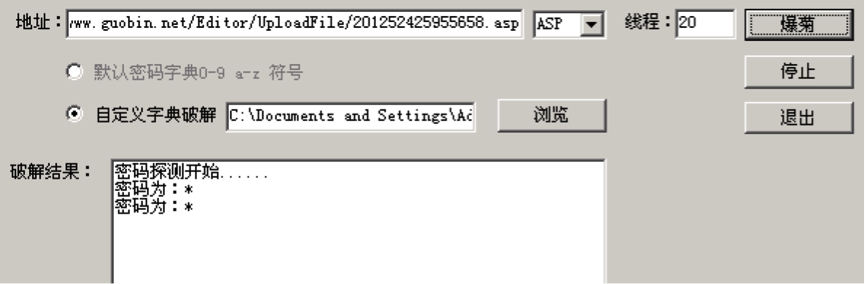 地址： ww.guobin.net/Editor/UploadFile/201252425955658.asp ASP 线程： 20 爆菊
默认密码字典0-9 a-z 符号 停止
自定义字典破解 C:\Documents and Settings\Ad 浏览 退出
破解结果： 密码探测开始......
密码为：*
密码为：*